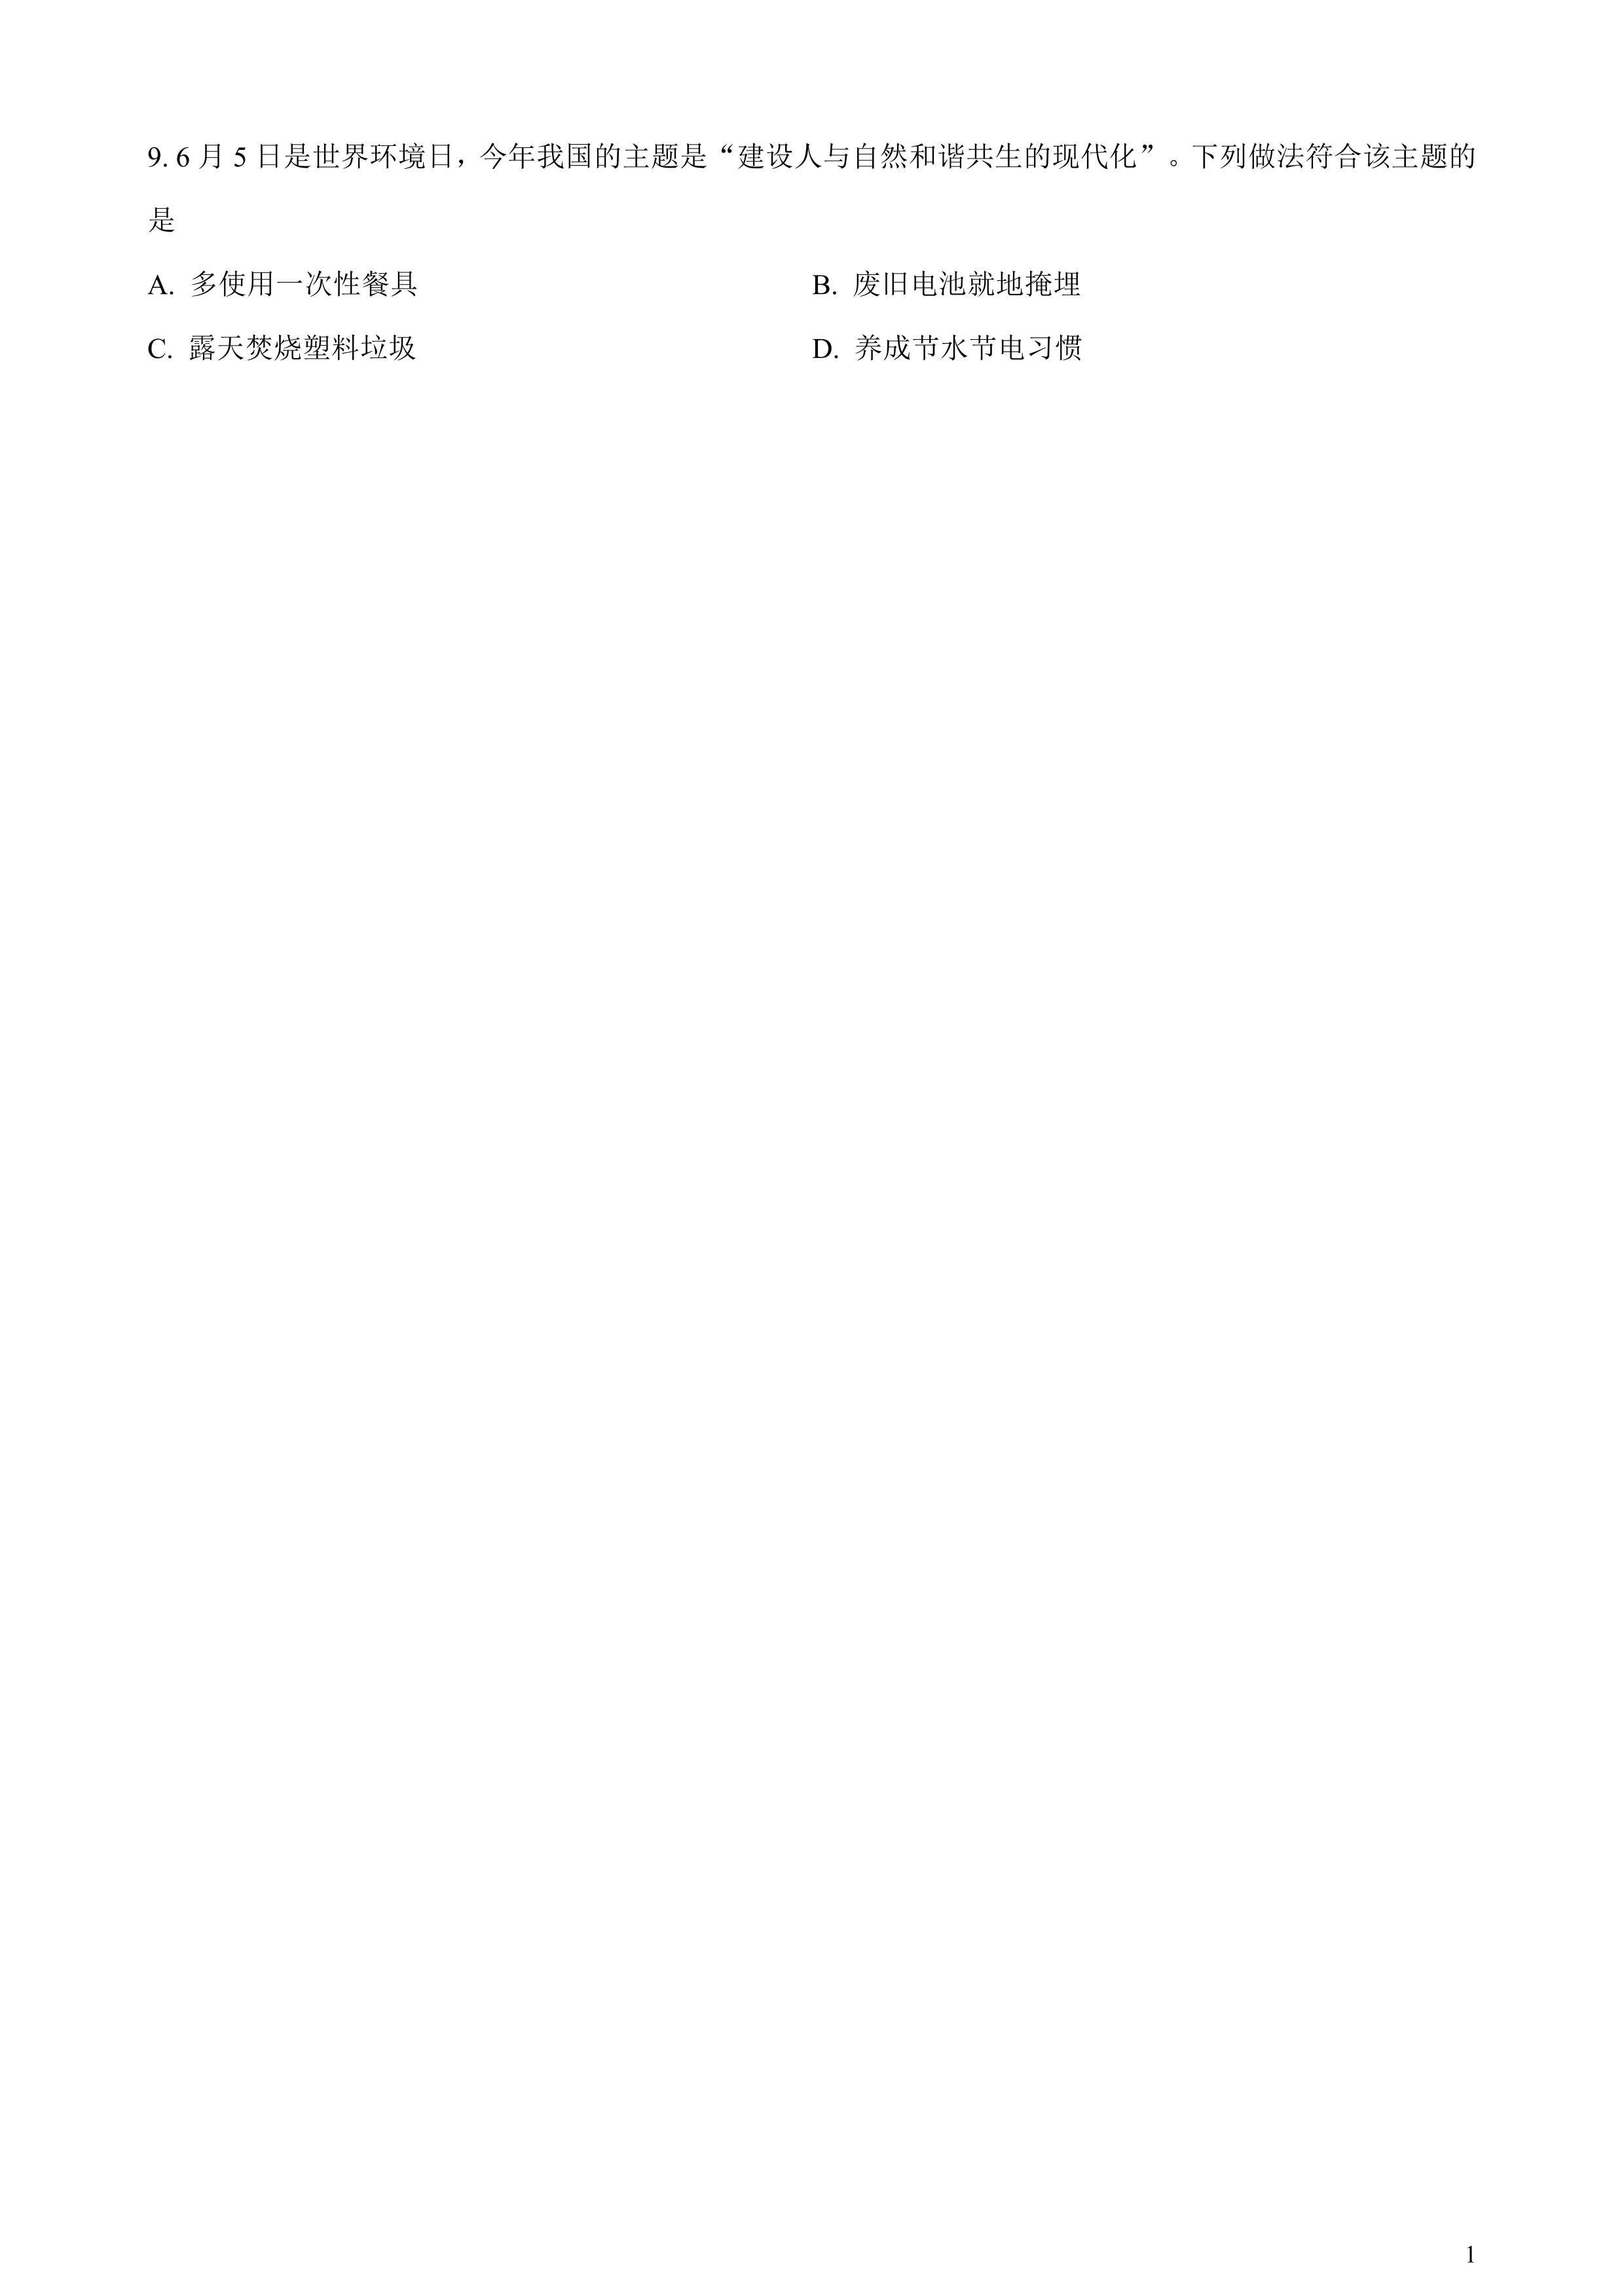 9. 6 月 5 日是世界环境日，今年我国的主题是“建设人与自然和谐共生的现代化”。下列做法符合该主题的
是
A. 多使用一次性餐具 B. 废旧电池就地掩埋
C. 露天焚烧塑料垃圾 D. 养成节水节电习惯
1